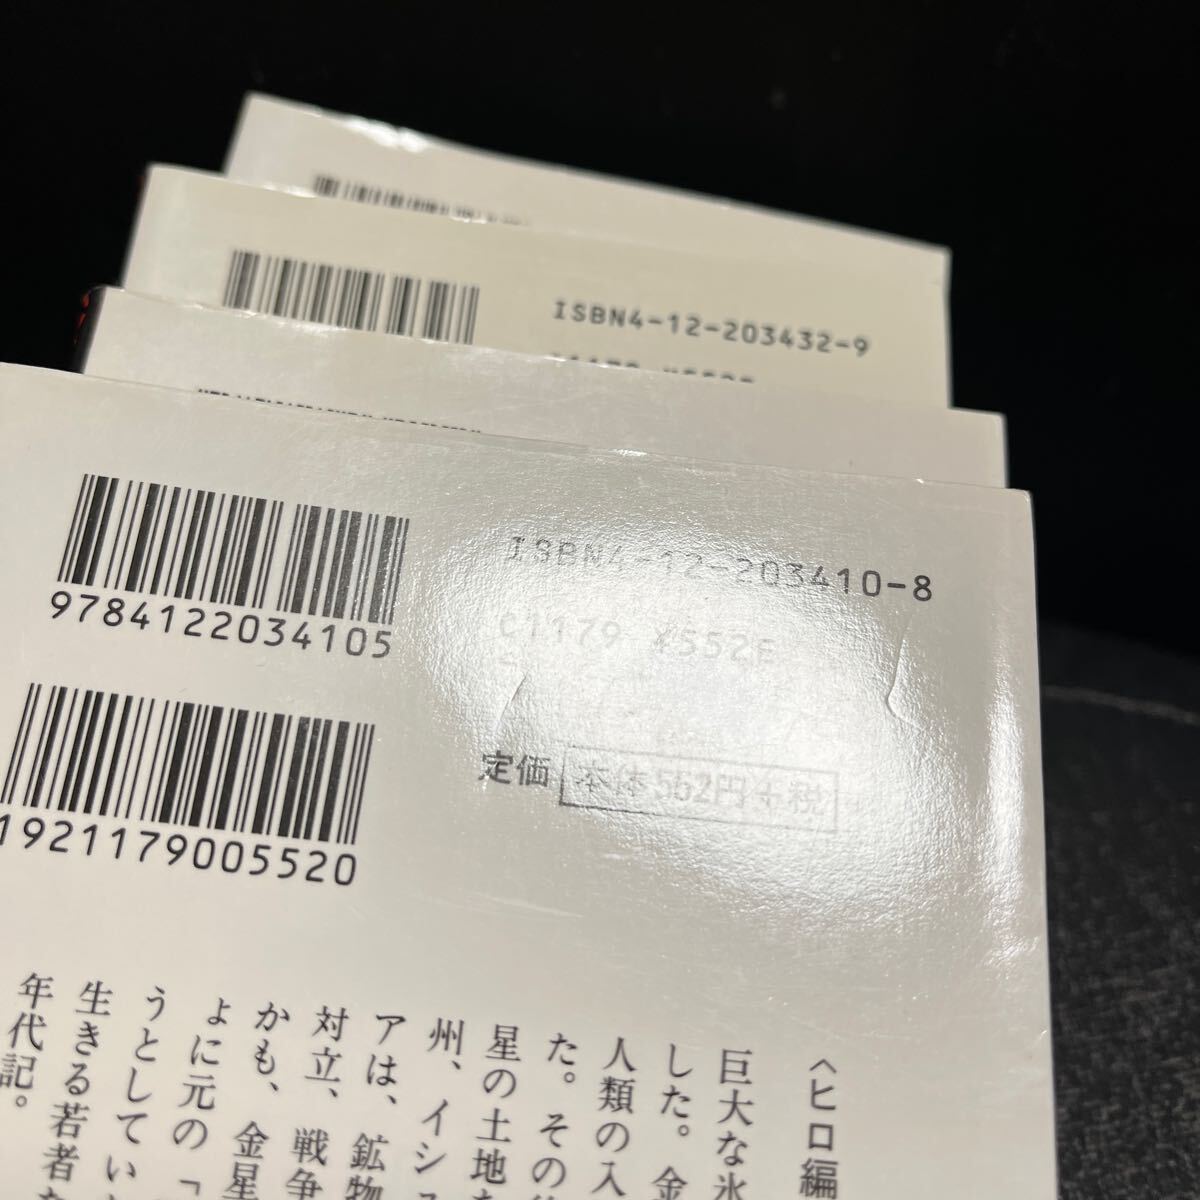 ISBN4-12-203432-9
ISBN4-12-203410-8
C1179 ¥552E
9784122034105
定価 本体552円+税
1921179005520
〈ヒロ編
巨大な氷
した。金
人類の入
た。その
星の土地
州、イシ
アは、鉱物
対立、戦争
かも、金星
ょに元の「
うとしてい
生きる若者
年代記。